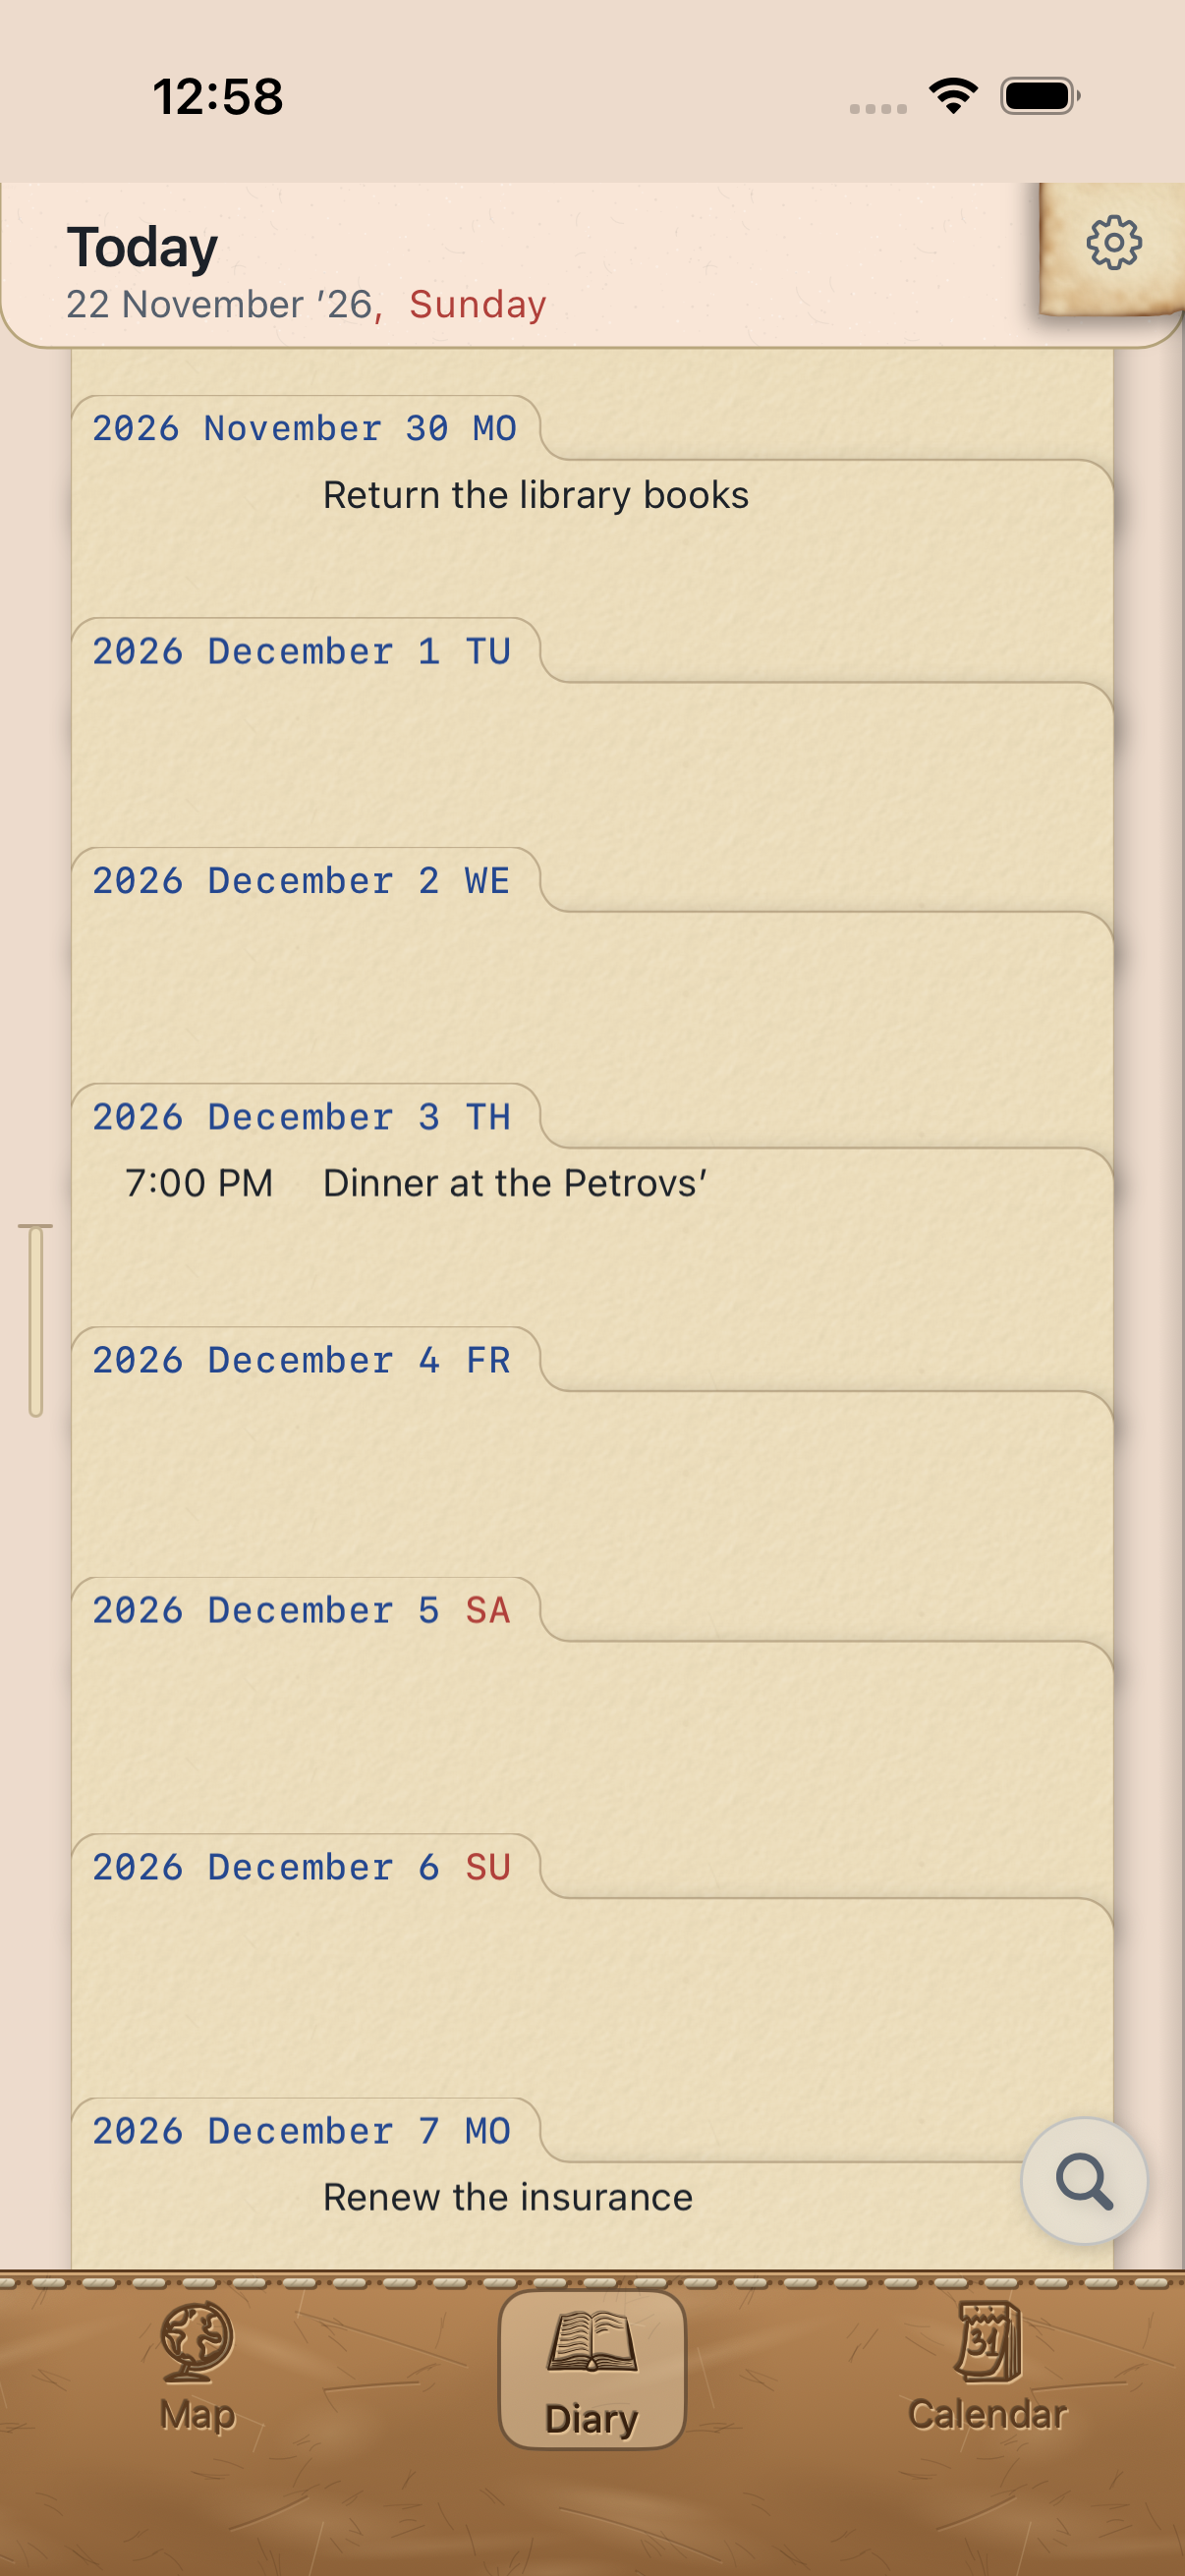 12:58
Today
22 November ’26, Sunday
2026 November 30 MO
Return the library books
2026 December 1 TU
2026 December 2 WE
2026 December 3 TH
7:00 PM Dinner at the Petrovs’
2026 December 4 FR
2026 December 5 SA
2026 December 6 SU
2026 December 7 MO
Renew the insurance
31
Map
Diary
Calendar